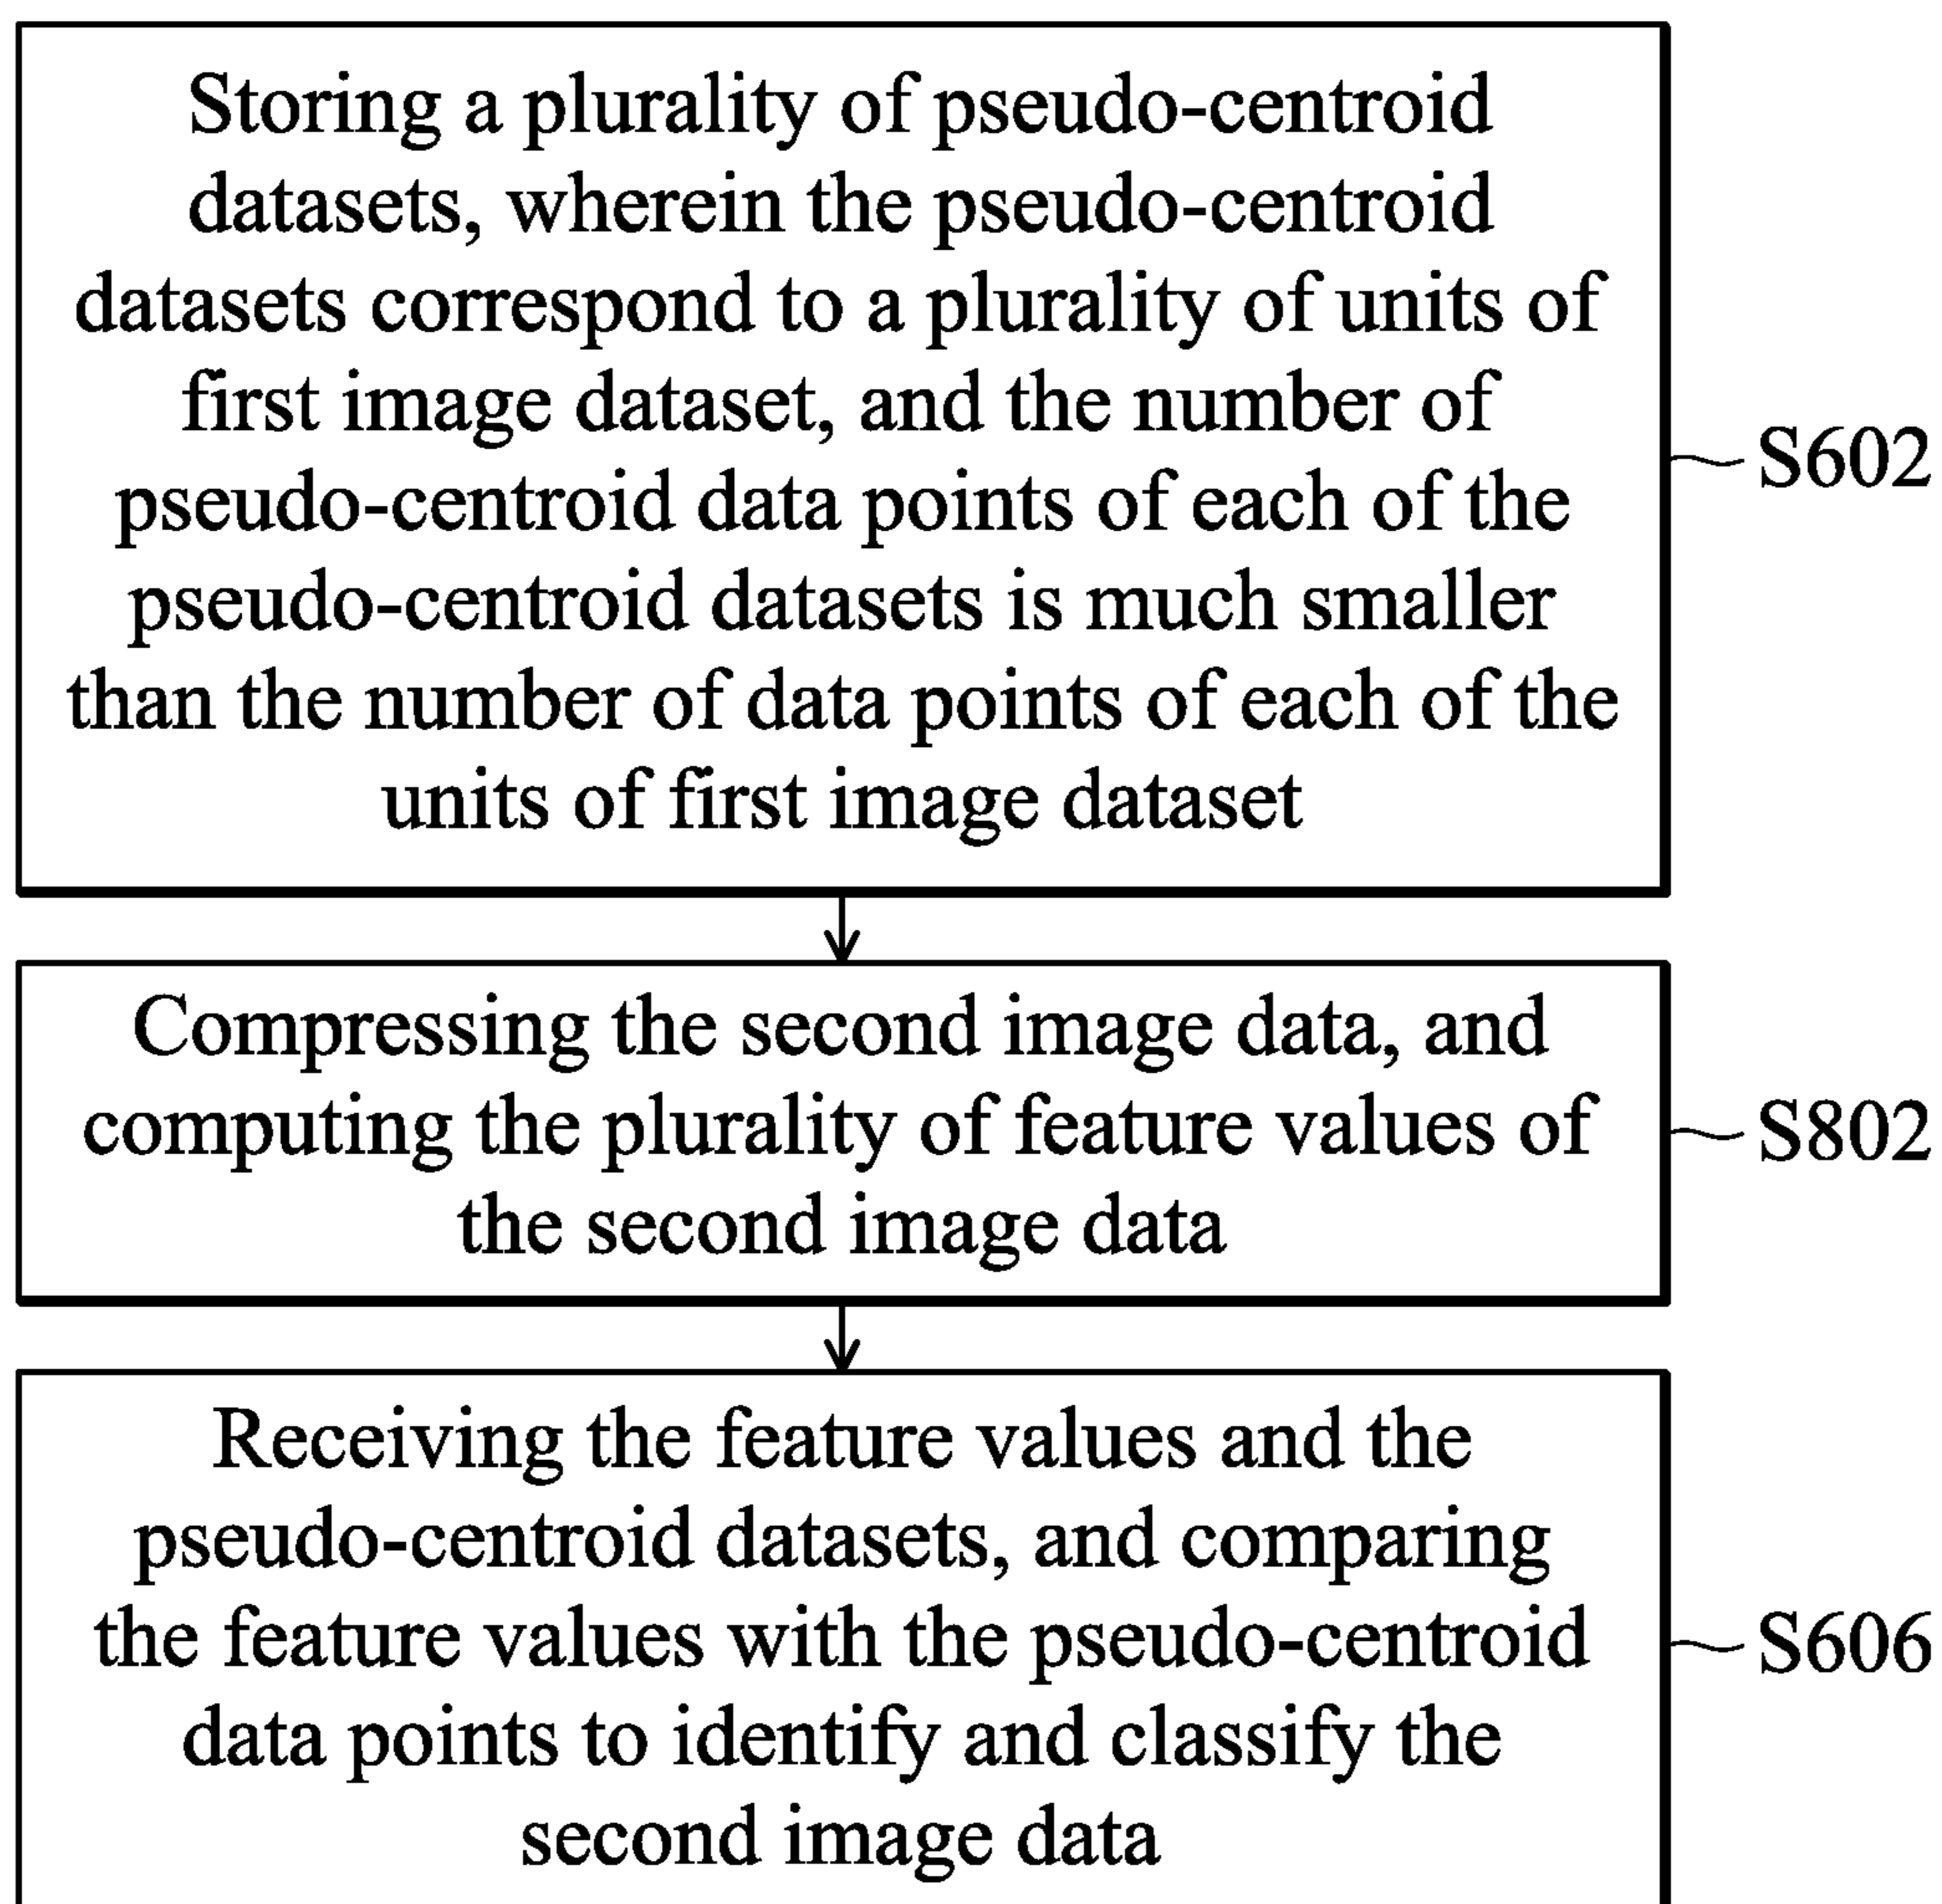 Storing a plurality of pseudo-centroid
datasets, wherein the pseudo-centroid
datasets correspond to a plurality of units of
first image dataset, and the number of
pseudo-centroid data points of each of the
pseudo-centroid datasets is much smaller
than the number of data points of each of the
units of first image dataset
S602
Compressing the second image data, and
computing the plurality of feature values of
the second image data
S802
Receiving the feature values and the
pseudo-centroid datasets, and comparing
the feature values with the pseudo-centroid
data points to identify and classify the
second image data
S606